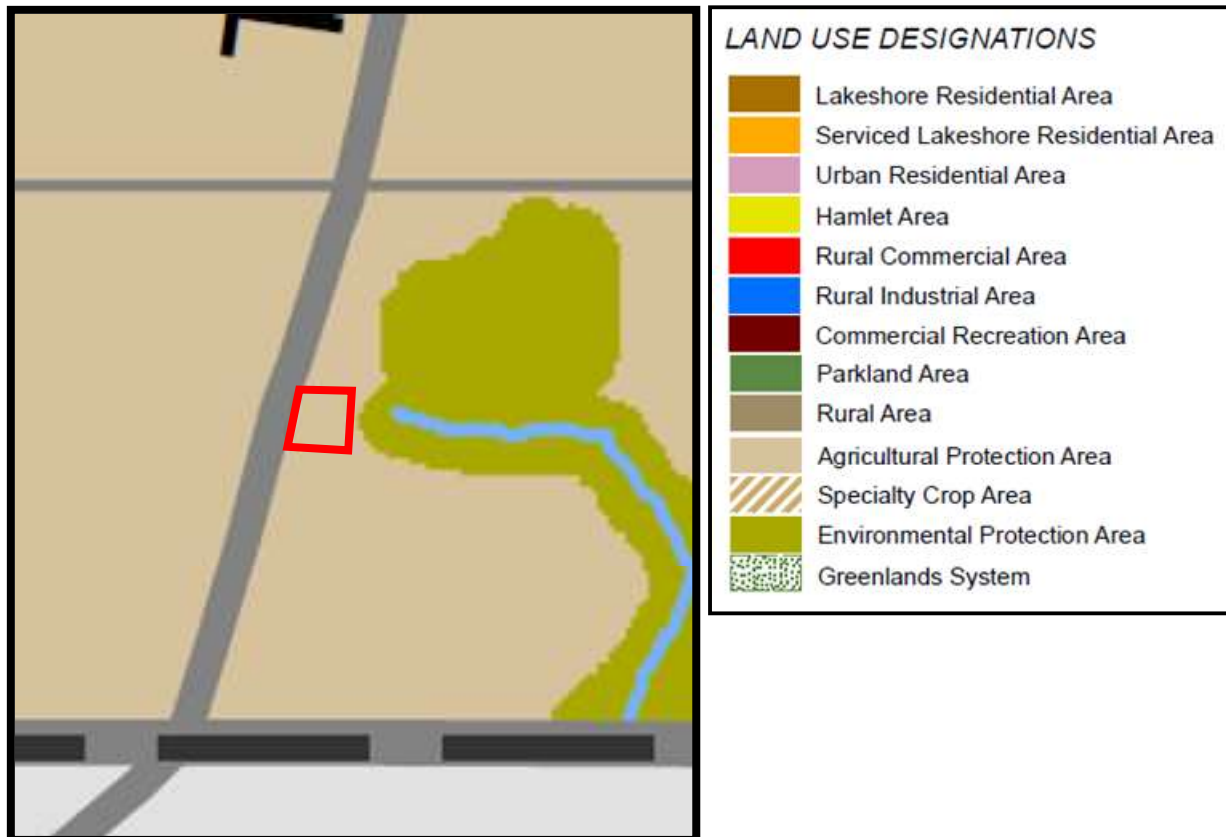 LAND USE DESIGNATIONS
Lakeshore Residential Area
Serviced Lakeshore Residential Area
Urban Residential Area
Hamlet Area
Rural Commercial Area
Rural Industrial Area
Commercial Recreation Area
Parkland Area
Rural Area
Agricultural Protection Area
Specialty Crop Area
Environmental Protection Area
Greenlands System